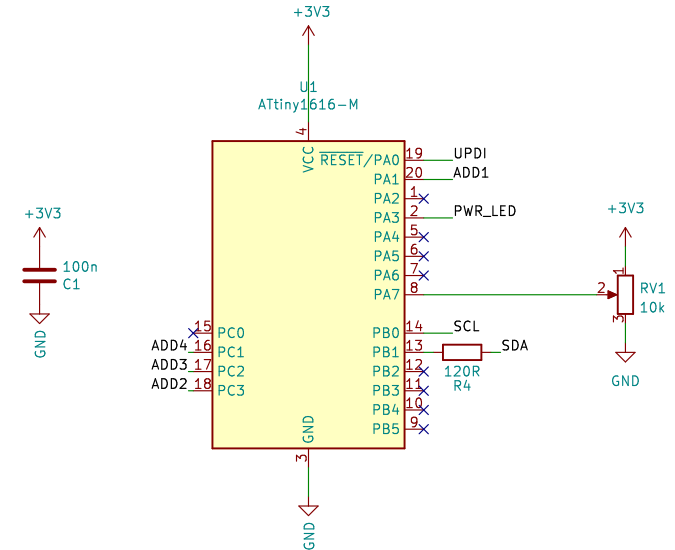 +3V3
U1
ATtiny1616-M
4
VCC
RESET/PA0 19 UPDI
PA1 20 ADD1
PA2 1
PA3 2 PWR_LED
PA4 5
PA5 6
PA6 7
PA7 8
+3V3
100n
C1
GND
+3V3
1
2
3
RV1
10k
GND
15 PC0
ADD4 16 PC1
ADD3 17 PC2
ADD2 18 PC3
PB0 14 SCL
PB1 13 SDA
120R
R4
PB2 12
PB3 11
PB4 10
PB5 9
GND
3
GND